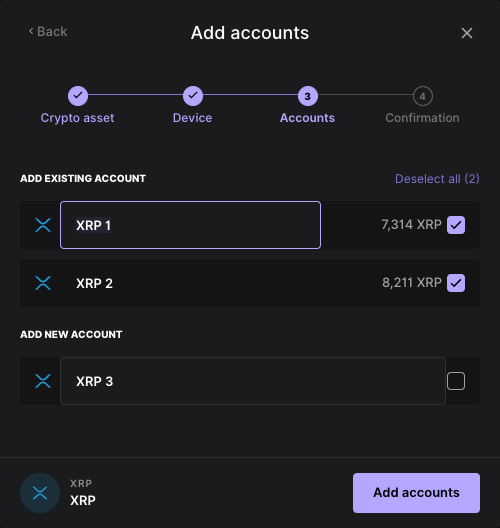 Back
Add accounts
3
4
Crypto asset
Device
Accounts
Confirmation
ADD EXISTING ACCOUNT
Deselect all (2)
XRP 1
7,314 XRP
XRP 2
8,211 XRP
ADD NEW ACCOUNT
XRP 3
XRP
XRP
Add accounts